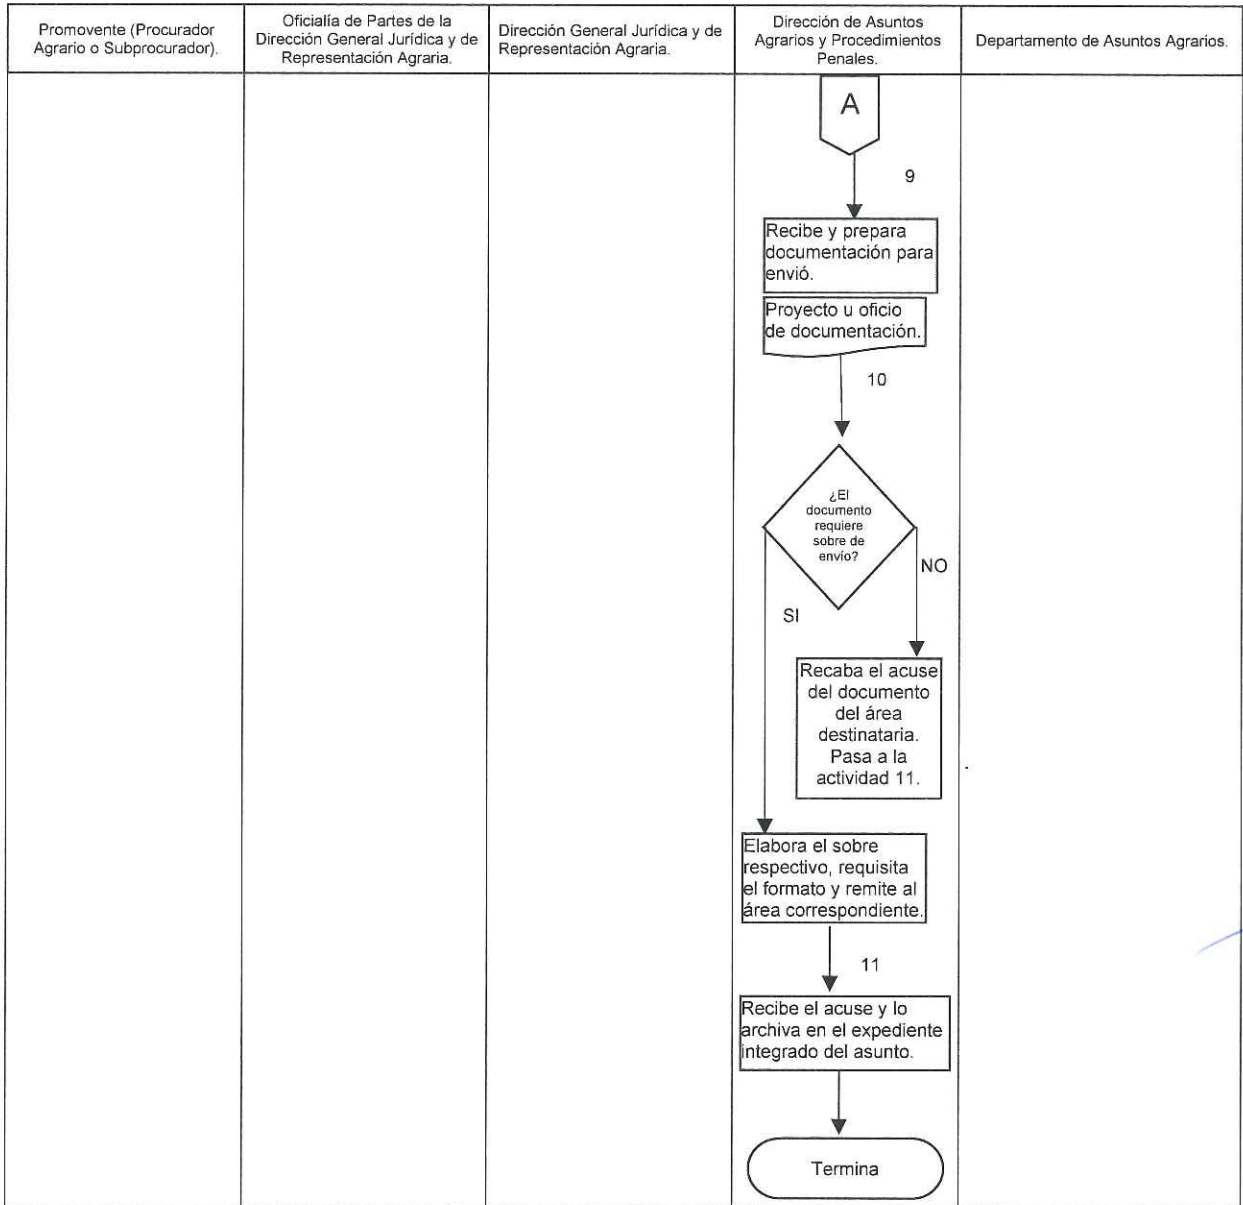 Promovente (Procurador
Agrario o Subprocurador).
Oficialía de Partes de la
Dirección General Jurídica y de
Representación Agraria.
Dirección General Jurídica y de
Representación Agraria.
Dirección de Asuntos
Agrarios y Procedimientos
Penales.
Departamento de Asuntos Agrarios.
A
9
Recibe y prepara
documentación para
envió.
Proyecto u oficio
de documentación.
10
¿El
documento
requiere
sobre de
envío?
NO
SI
Recaba el acuse
del documento
del área
destinataria.
Pasa a la
actividad 11.
Elabora el sobre
respectivo, requisita
el formato y remite al
área correspondiente.
11
Recibe el acuse y lo
archiva en el expediente
integrado del asunto.
Termina